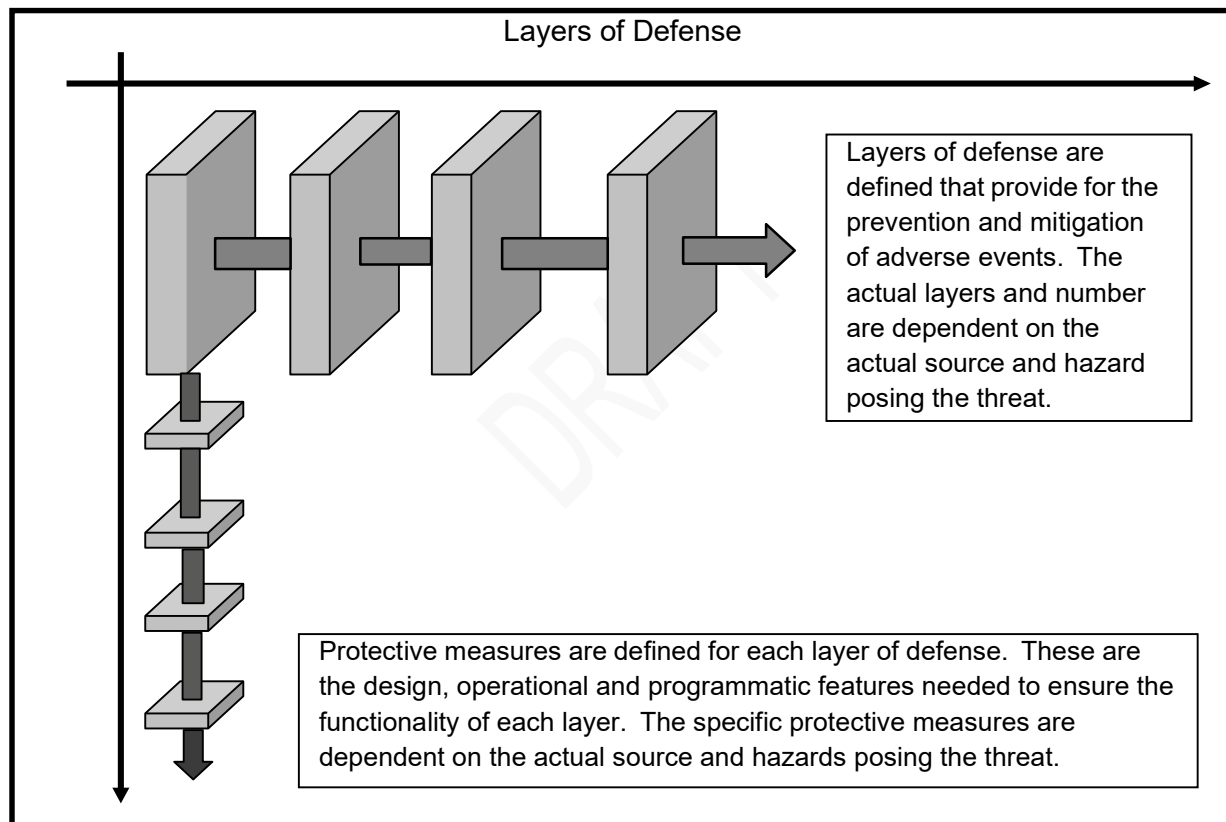 Layers of Defense
Layers of defense are
defined that provide for the
prevention and mitigation
of adverse events.  The
actual layers and number
are dependent on the
actual source and hazard
posing the threat.
DRAFT
Protective measures are defined for each layer of defense.  These are
the design, operational and programmatic features needed to ensure the
functionality of each layer.  The specific protective measures are
dependent on the actual source and hazards posing the threat.